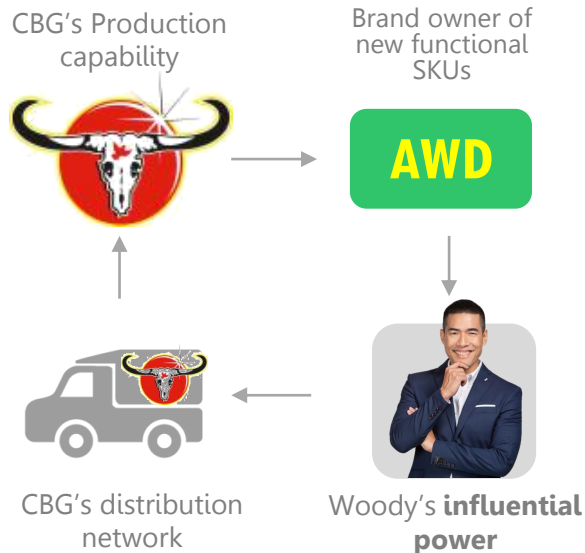 CBG's Production
capability
Brand owner of
new functional
SKUs
AWD
CBG's distribution
network
Woody's influential
power